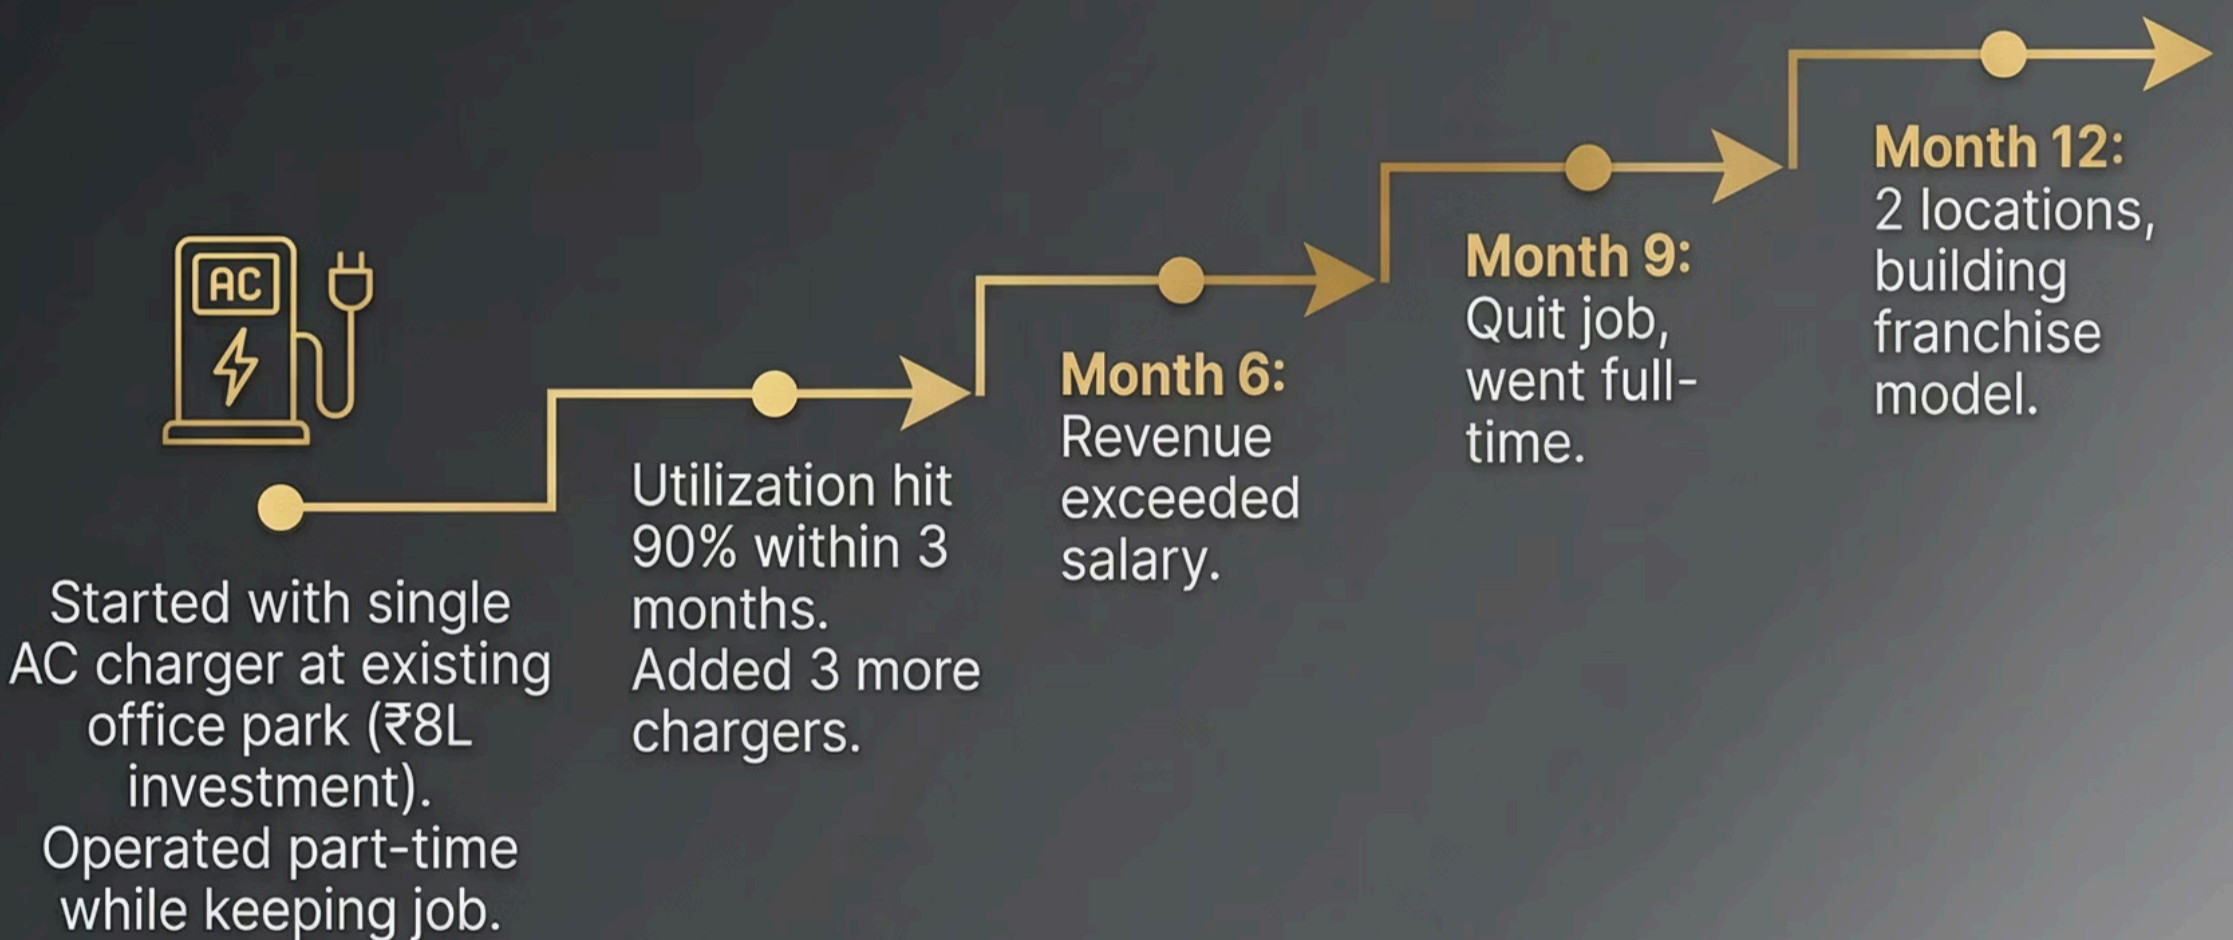 AC
Started with single
AC charger at existing
office park (₹8L
investment).
Operated part-time
while keeping job.
Utilization hit
90% within 3
months.
Added 3 more
chargers.
Month 6:
Revenue
exceeded
salary.
Month 9:
Quit job,
went full-
time.
Month 12:
2 locations,
building
franchise
model.